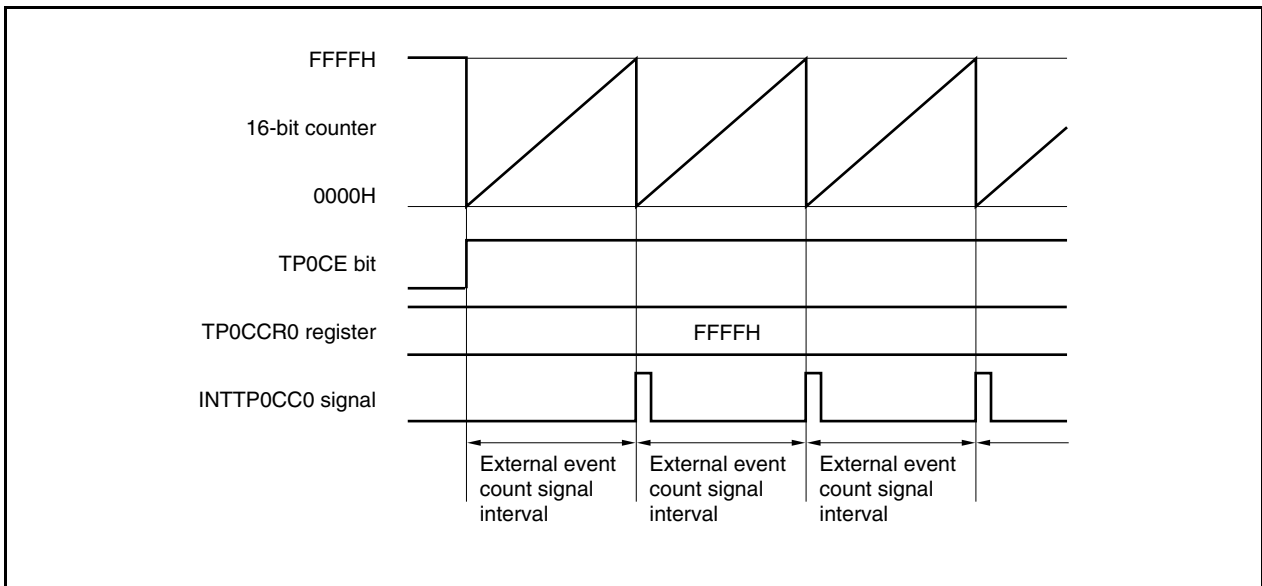 FFFFH
16-bit counter
0000H
TP0CE bit
TP0CCR0 register
FFFFH
INTTP0CC0 signal
External event
count signal
interval
External event
count signal
interval
External event
count signal
interval